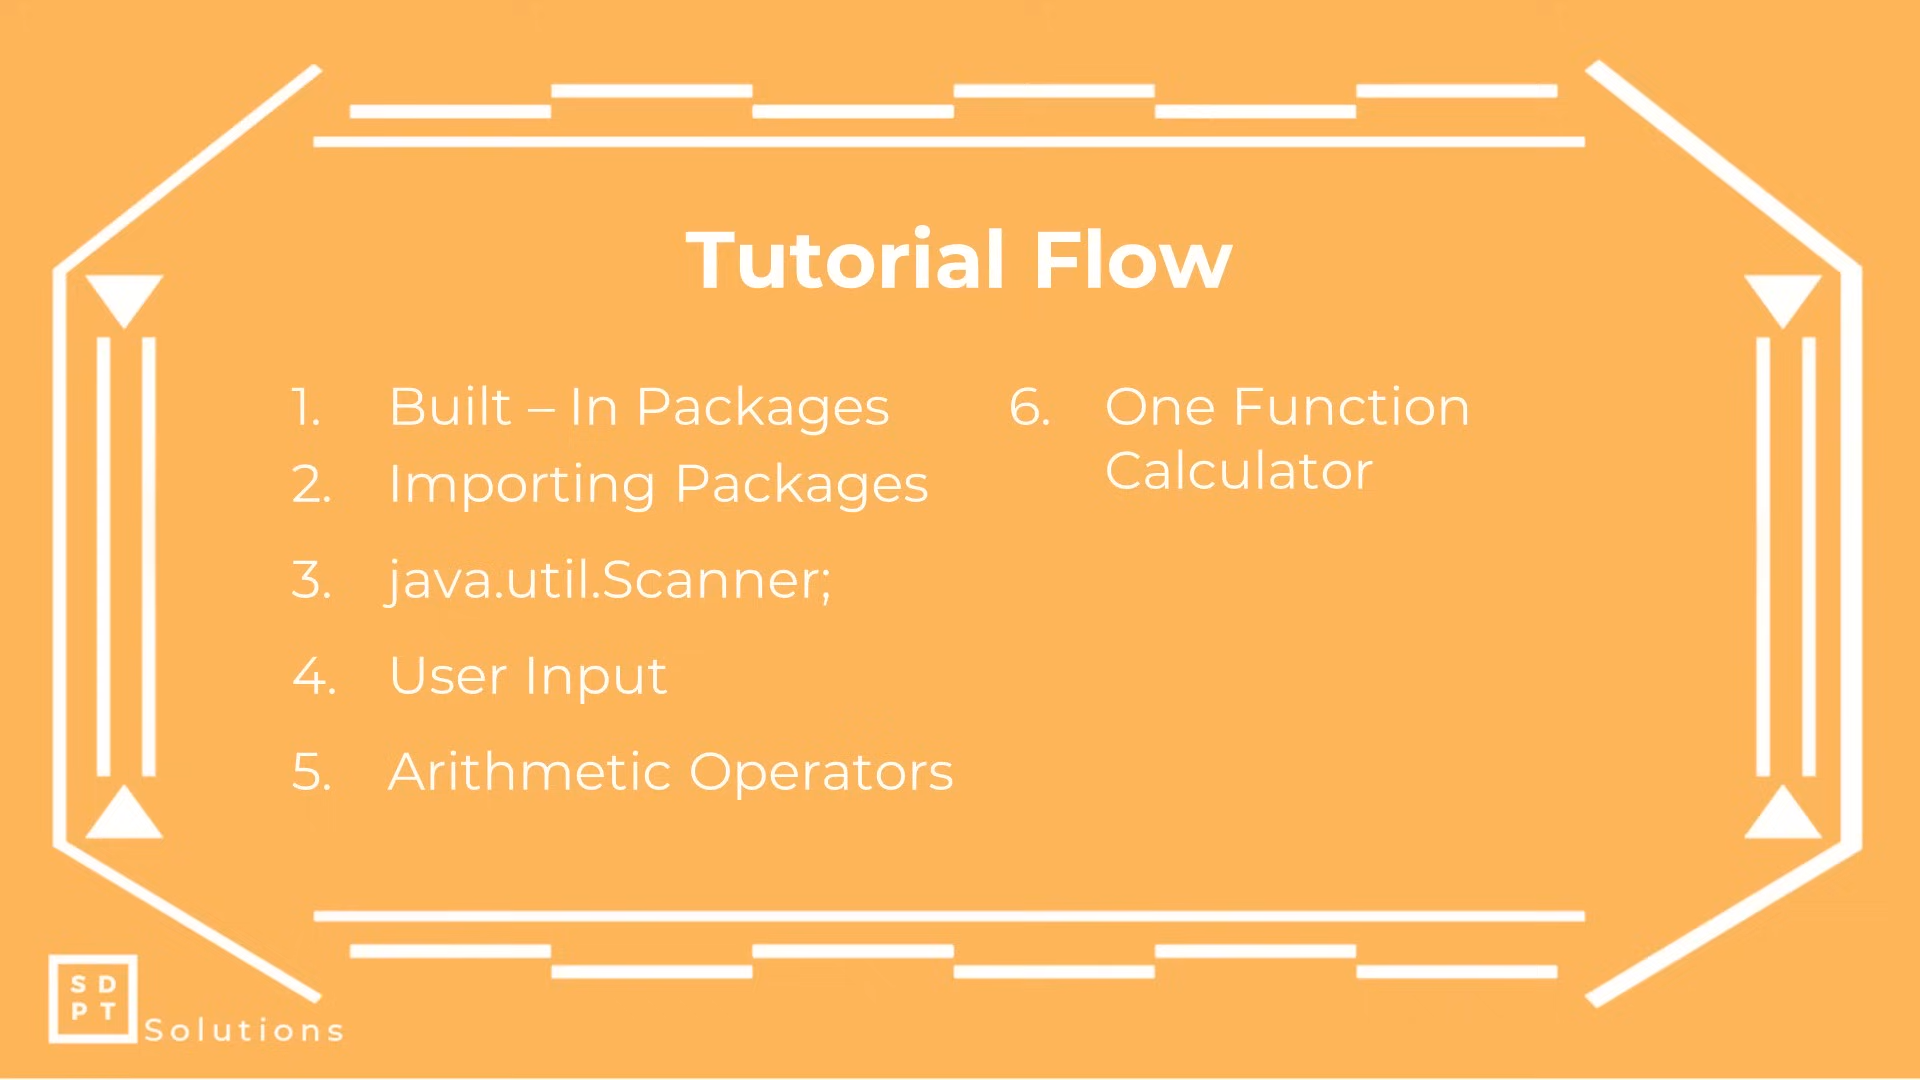 Tutorial Flow
1. Built – In Packages
2. Importing Packages
3. java.util.Scanner;
4. User Input
5. Arithmetic Operators
6. One Function
Calculator
S D
P T
Solutions